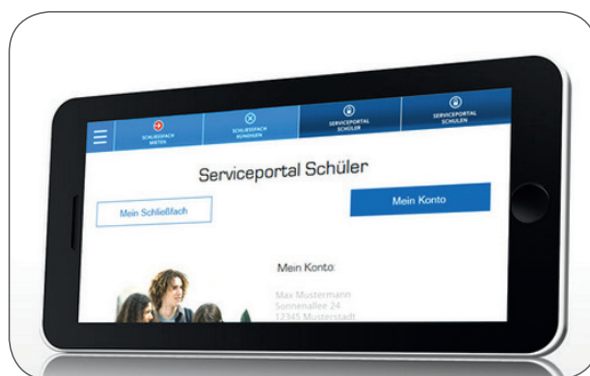 SCHLIESSFACH
MIETEN
SCHLIESSFACH
KÜNDIGEN
SERVICEPORTAL
SCHÜLER
SERVICEPORTAL
SCHULEN
Serviceportal Schüler
Mein Schließfach
Mein Konto
Mein Konto:
Max Mustermann
Sonnenallee 24
12345 Musterstadt